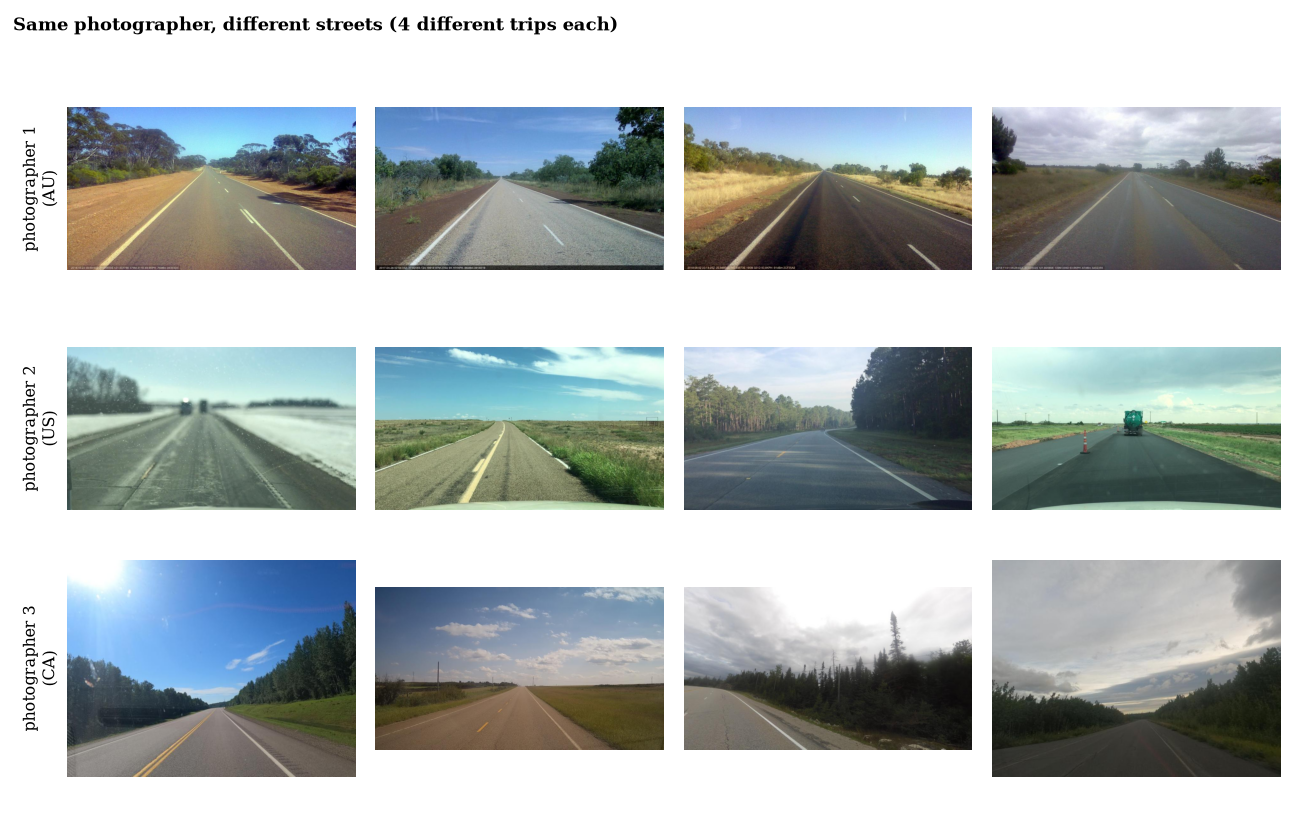 Same photographer, different streets (4 different trips each)
photographer 1
(AU)
photographer 2
(US)
photographer 3
(CA)